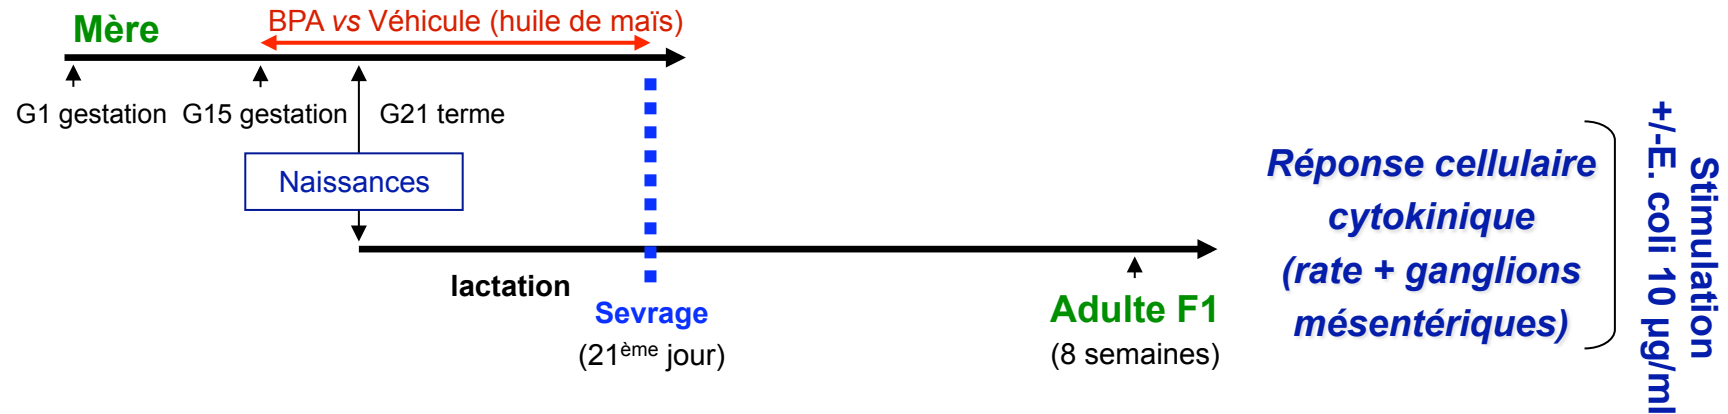 Mère
BPA vs Véhicule (huile de maïs)
G1 gestation
G15 gestation
G21 terme
Naissances
lactation
Sevrage
(21ème jour)
Adulte F1
(8 semaines)
Réponse cellulaire
cytokinique
(rate + ganglions
mésentériques)
Stimulation
+/-E. coli 10 µg/ml